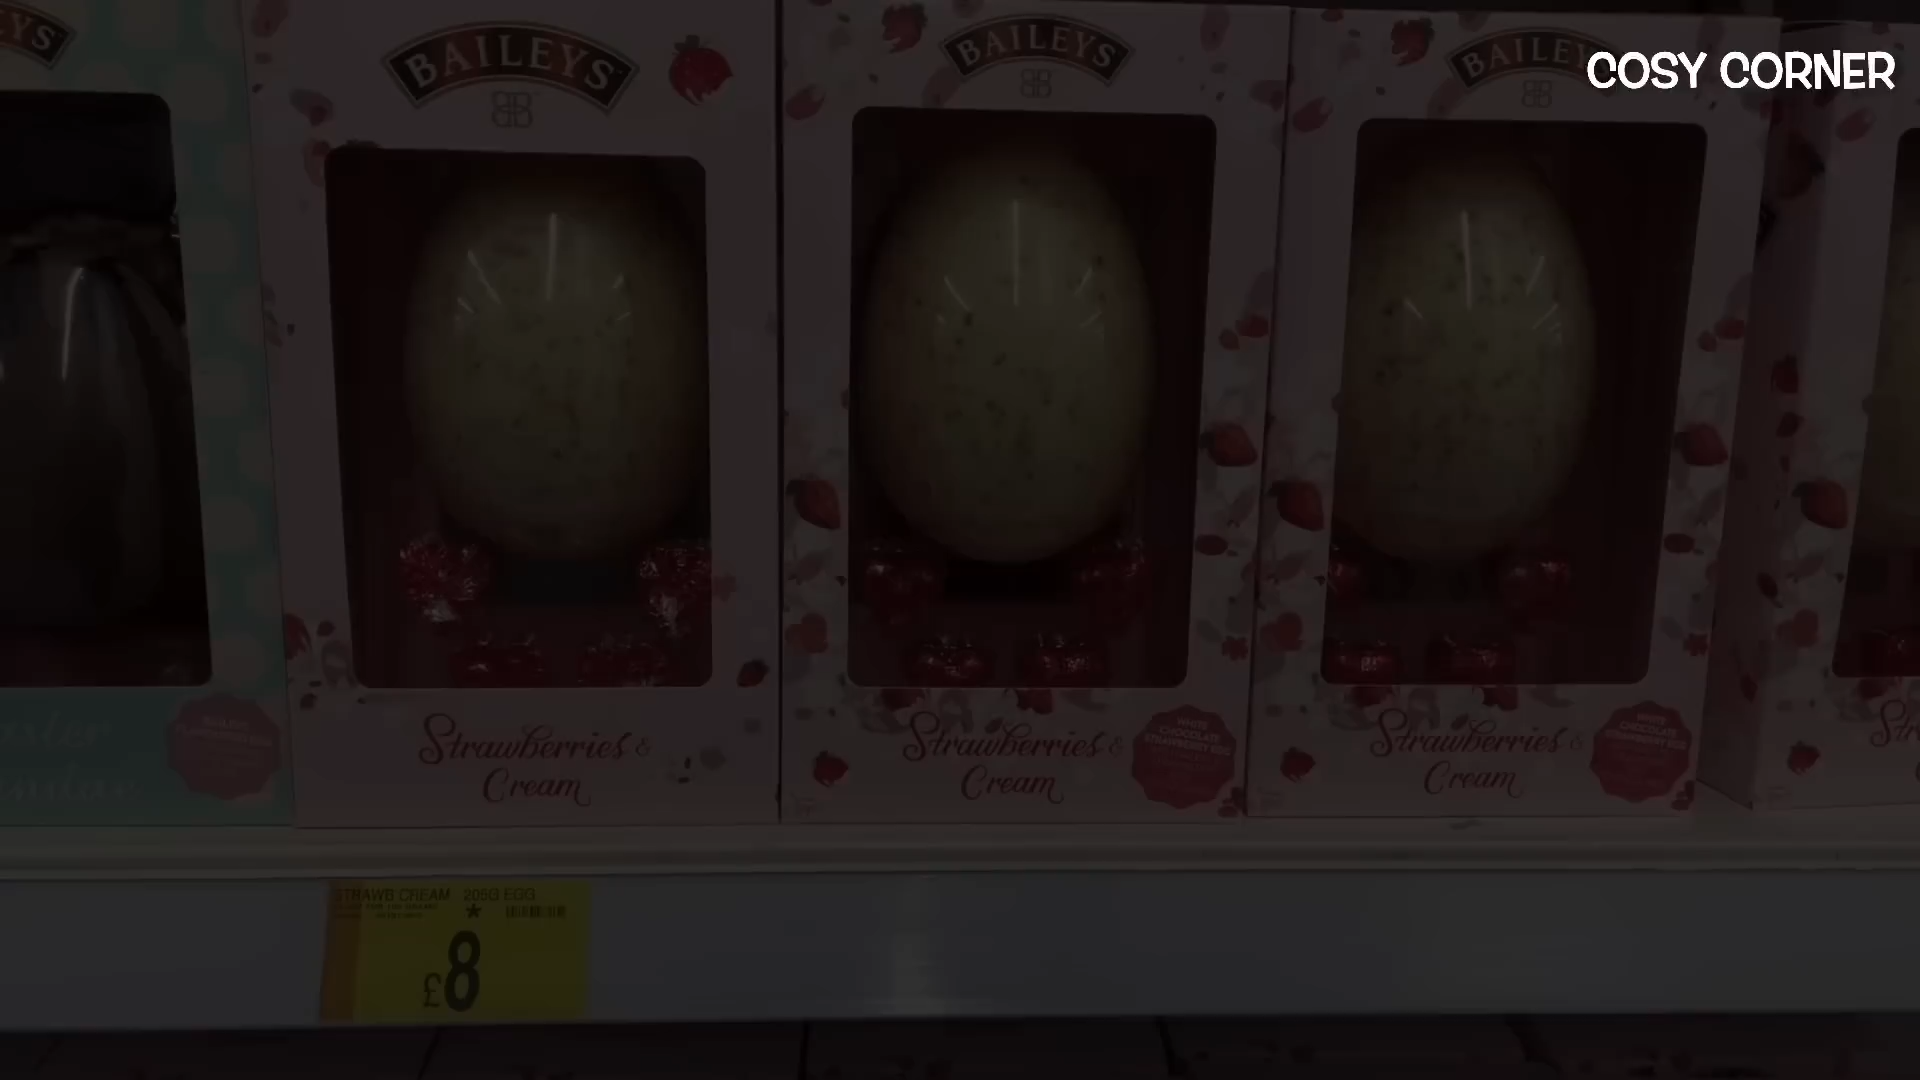 COSY CORNER
BAILEYS
BAILEYS
BAILEYS
Strawberries &
Cream
Strawberries &
Cream
WHITE
CHOCOLATE
STRAWBERRY EGG
Strawberries &
Cream
WHITE
CHOCOLATE
STRAWBERRY EGG
STRAWB CREAM 205G EGG
£8